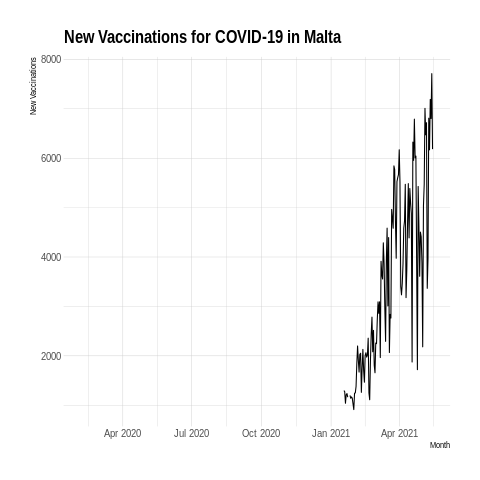 New Vaccinations for COVID-19 in Malta
New Vaccinations
8000
6000
4000
2000
Apr 2020 Jul 2020 Oct 2020 Jan 2021 Apr 2021
Month